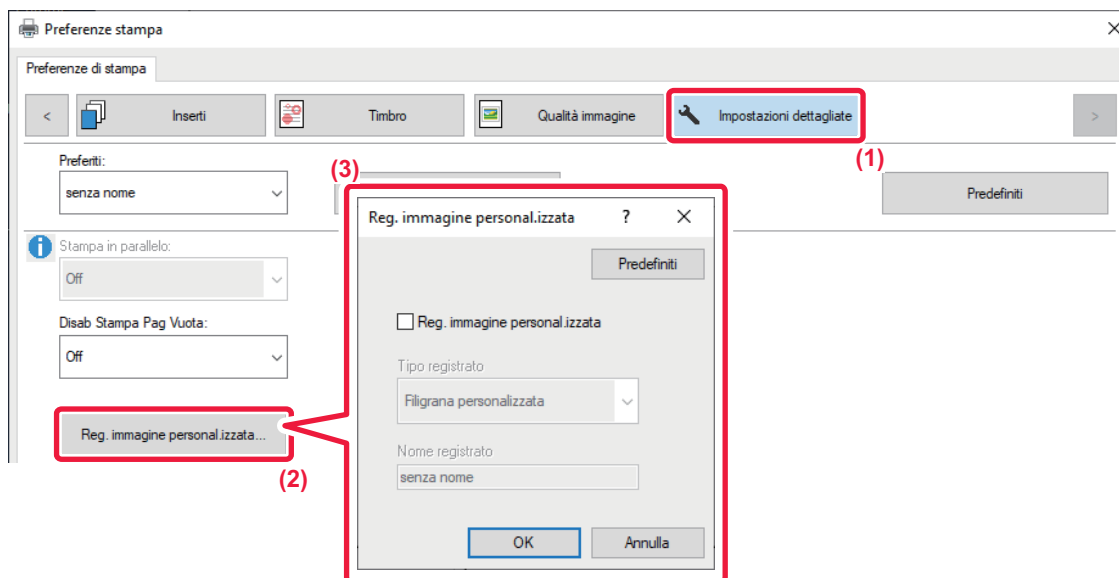 Preferenze stampa
Preferenze di stampa
< Inserti Timbro Qualità immagine Impostazioni dettagliate >
(1)
Preferiti:
senza nome
(3)
Predefiniti
Reg. immagine personal.izzata ? X
Predefiniti
Stampa in parallelo:
Off
Disab Stampa Pag Vuota:
Off
Reg. immagine personal.izzata...
(2)
Reg. immagine personal.izzata
Tipo registrato
Filigrana personalizzata
Nome registrato
senza nome
OK Annulla